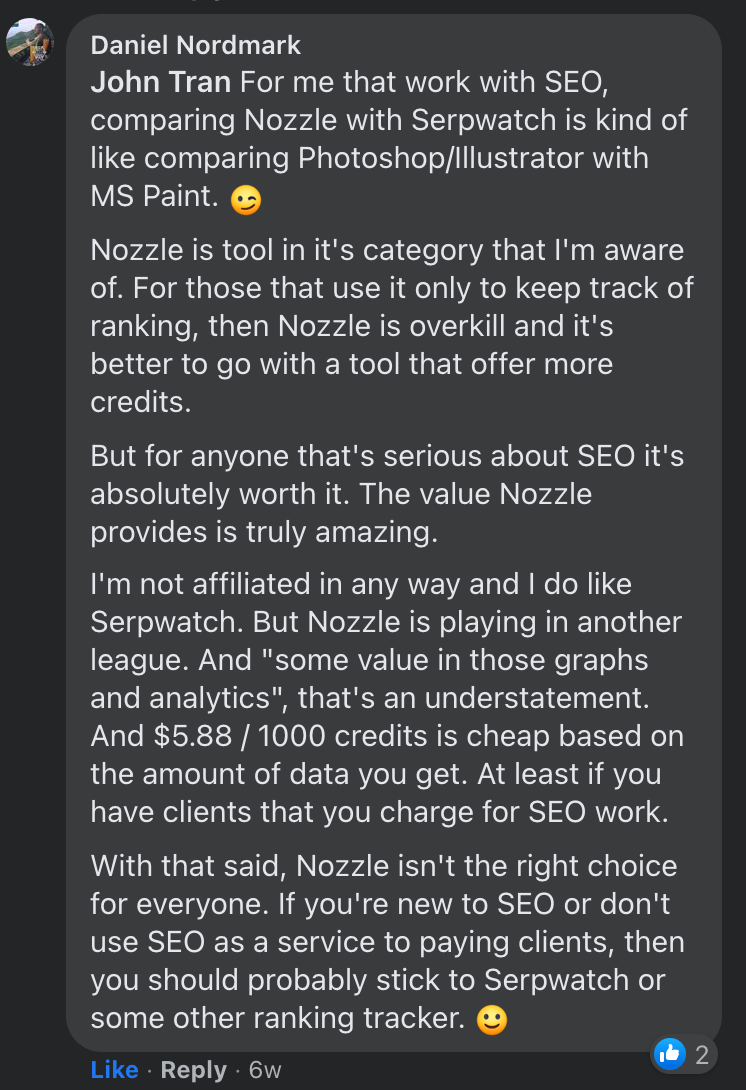 Daniel Nordmark
John Tran For me that work with SEO,
comparing Nozzle with Serpwatch is kind of
like comparing Photoshop/Illustrator with
MS Paint. 😉
Nozzle is tool in it's category that I'm aware
of. For those that use it only to keep track of
ranking, then Nozzle is overkill and it's
better to go with a tool that offer more
credits.
But for anyone that's serious about SEO it's
absolutely worth it. The value Nozzle
provides is truly amazing.
I'm not affiliated in any way and I do like
Serpwatch. But Nozzle is playing in another
league. And "some value in those graphs
and analytics", that's an understatement.
And $5.88 / 1000 credits is cheap based on
the amount of data you get. At least if you
have clients that you charge for SEO work.
With that said, Nozzle isn't the right choice
for everyone. If you're new to SEO or don't
use SEO as a service to paying clients, then
you should probably stick to Serpwatch or
some other ranking tracker. 🙂
2
Like · Reply · 6w